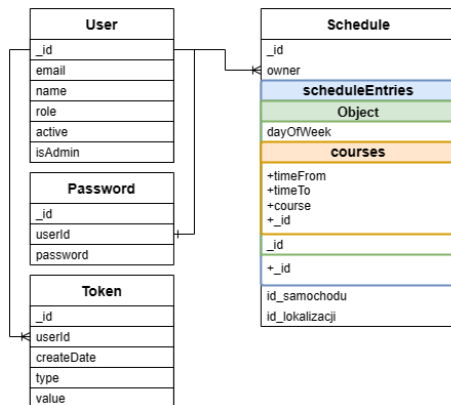 User
_id
email
name
role
active
isAdmin
Password
_id
userId
password
Token
_id
userId
createDate
type
value
Schedule
_id
owner
scheduleEntries
Object
dayOfWeek
courses
+timeFrom
+timeTo
+course
+_id
_id
+_id
id_samochodu
id_lokalizacji